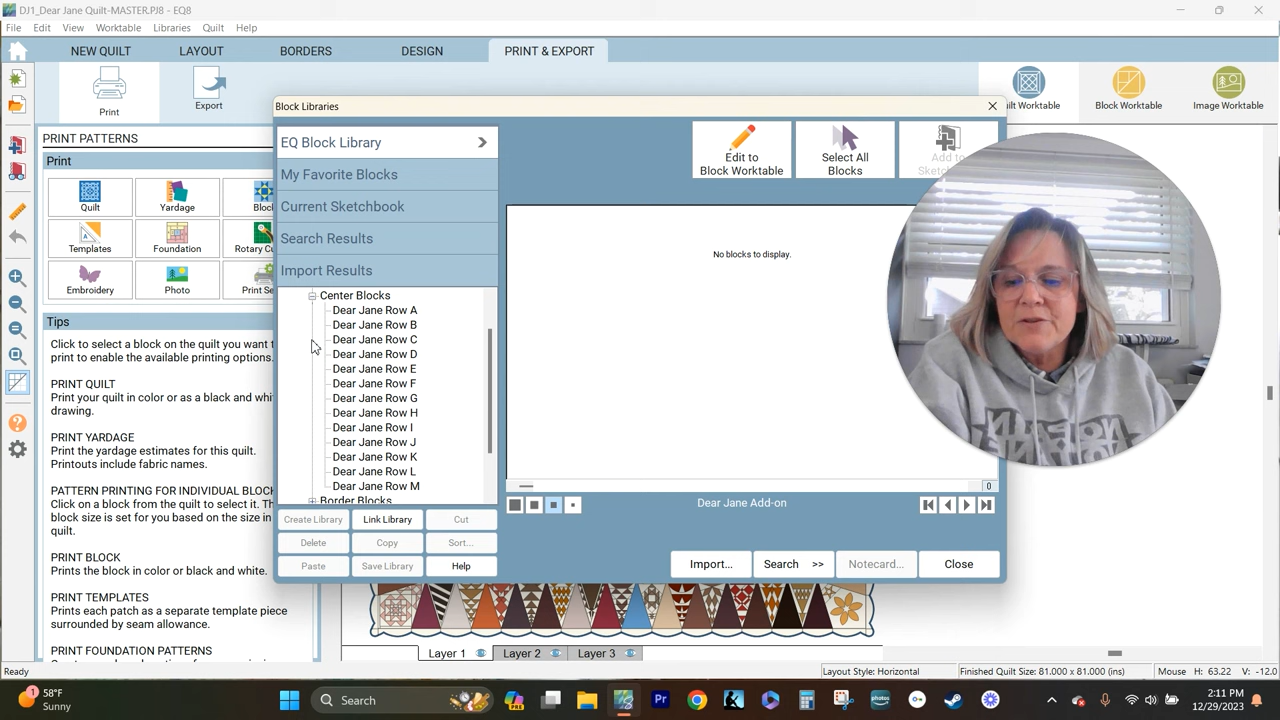 DJ1_Dear Jane Quilt-MASTER.PJ8 - EQ8
File Edit View Worktable Libraries Quilt Help
NEW QUILT LAYOUT BORDERS DESIGN PRINT & EXPORT
Print
Export
Block Worktable
Image Worktable
PRINT PATTERNS
Print
Quilt
Yardage
Templates
Foundation
Embroidery
Photo
Tips
Click to select a block on the quilt you want
print to enable the available printing options.
PRINT QUILT
Print your quilt in color or as a black and
drawing.
PRINT YARDAGE
Print the yardage estimates for this quilt.
Printouts include fabric names.
PATTERN PRINTING FOR INDIVIDUAL
Click on a block from the quilt to select it.
block size is set for you based on the size in
quilt.
PRINT BLOCK
Prints the block in color or black and white.
PRINT TEMPLATES
Prints each patch as a separate template piece
surrounded by seam allowance.
PRINT FOUNDATION PATTERNS
Block Libraries
EQ Block Library
My Favorite Blocks
Current Sketchbook
Search Results
Import Results
Center Blocks
Dear Jane Row A
Dear Jane Row B
Dear Jane Row C
Dear Jane Row D
Dear Jane Row E
Dear Jane Row F
Dear Jane Row G
Dear Jane Row H
Dear Jane Row I
Dear Jane Row J
Dear Jane Row K
Dear Jane Row L
Dear Jane Row M
Border Blocks
Create Library Link Library Cut
Delete Copy Sort...
Paste Save Library Help
Edit to
Block Worktable
Select All
Blocks
Add to
No blocks to display.
0
Dear Jane Add-on
Import... Search >> Notecard... Close
Layer 1 Layer 2 Layer 3
Ready
Layout Style: Horizontal
Finished Quilt Size: 81.000 x 81.000 (ins)
Mouse H: 63.22 V: -12.0
1
58°F
Sunny
Search
2:11 PM
12/29/2023